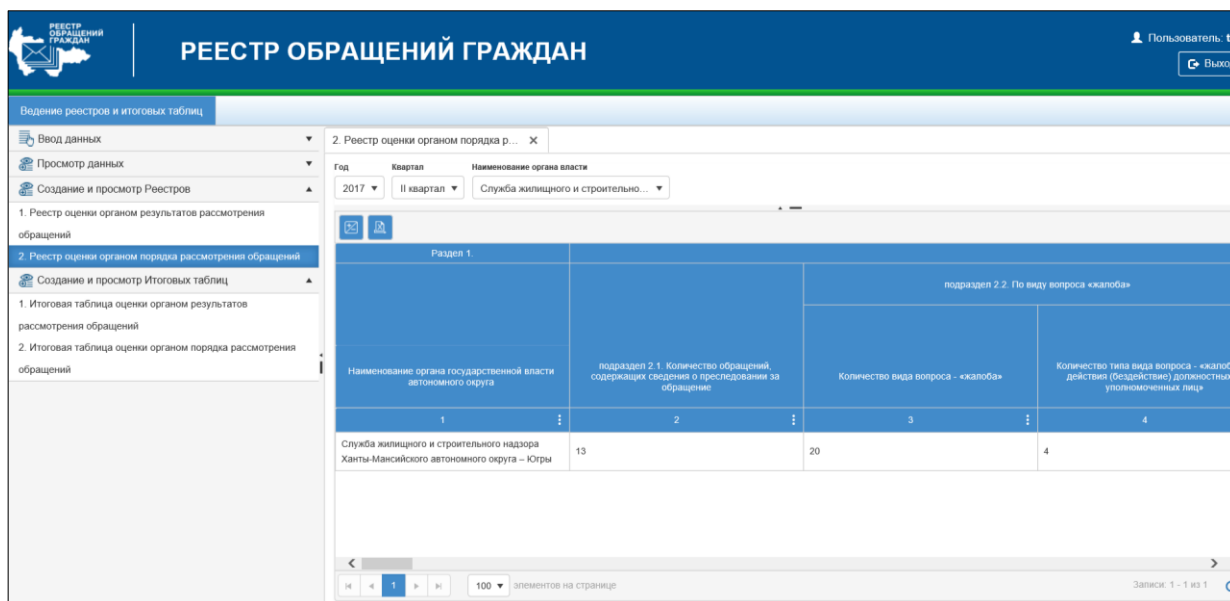 РЕЕСТР
ОБРАЩЕНИЙ
ГРАЖДАН
РЕЕСТР ОБРАЩЕНИЙ ГРАЖДАН
Пользователь: t
Выхо
Ведение реестров и итоговых таблиц
Ввод данных
Просмотр данных
Создание и просмотр Реестров
1. Реестр оценки органом результатов рассмотрения
обращений
2. Реестр оценки органом порядка рассмотрения обращений
Создание и просмотр Итоговых таблиц
1. Итоговая таблица оценки органом результатов
рассмотрения обращений
2. Итоговая таблица оценки органом порядка рассмотрения
обращений
2. Реестр оценки органом порядка р... X
Год Квартал Наименование органа власти
2017 II квартал Служба жилищного и строительно...
Раздел 1.
подраздел 2.2. По виду вопроса «жалоба»
Наименование органа государственной власти
автономного округа
подраздел 2.1. Количество обращений,
содержащих сведения о преследовании за
обращение
Количество вида вопроса - «жалоба»
Количество типа вида вопроса - «жалоб
действия (бездействие) должностных
уполномоченных лиц»
1 2 3 4
Служба жилищного и строительного надзора
Ханты-Мансийского автономного округа – Югры
13 20 4
1 100 элементов на странице Записи: 1 - 1 из 1